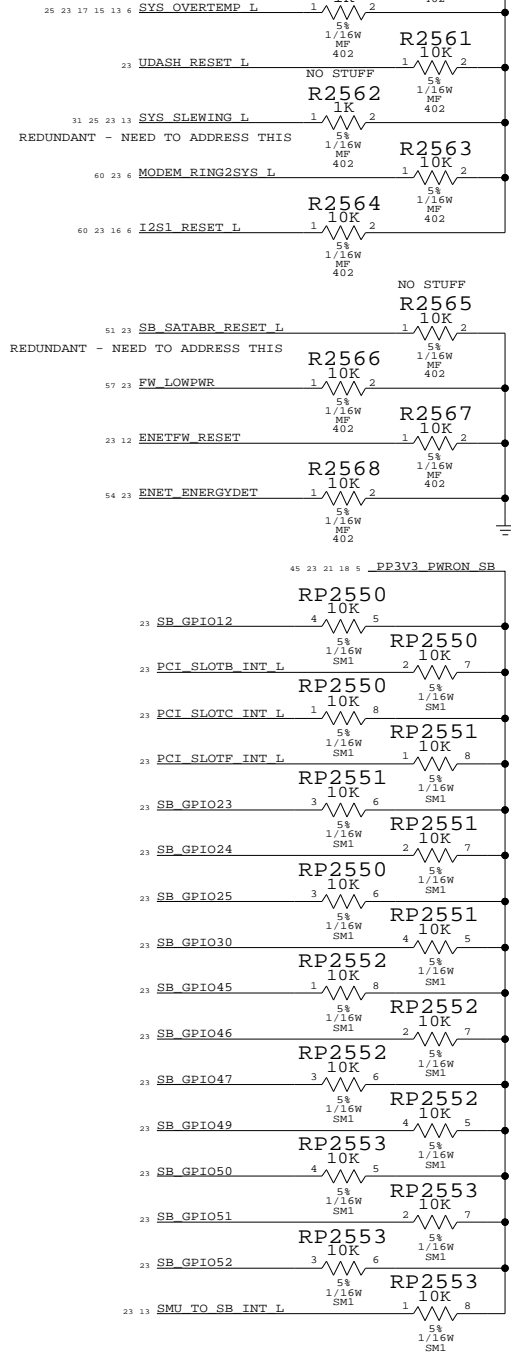 25 23 17 15 13 6 SYS_OVERTEMP_L 1 2
5%
1/16W
MF
402
R2561
10K
23 UDASH_RESET_L 1 2
5%
1/16W
MF
402
NO STUFF
R2562
1K
31 25 23 13 SYS_SLEWING_L 1 2
5%
1/16W
MF
402
REDUNDANT - NEED TO ADDRESS THIS
R2563
10K
60 23 6 MODEM_RING2SYS_L 1 2
5%
1/16W
MF
402
R2564
10K
60 23 16 6 I2S1_RESET_L 1 2
5%
1/16W
MF
402
NO STUFF
R2565
10K
51 23 SB_SATABR_RESET_L 1 2
5%
1/16W
MF
402
REDUNDANT - NEED TO ADDRESS THIS
R2566
10K
57 23 FW_LOWPWR 1 2
5%
1/16W
MF
402
R2567
10K
23 12 ENETFW_RESET 1 2
5%
1/16W
MF
402
R2568
10K
54 23 ENET_ENERGYDET 1 2
5%
1/16W
MF
402
45 23 21 18 5 PP3V3_PWRON_SB
RP2550
10K
23 SB_GPIO12 4 5
5%
1/16W
SM1
RP2550
10K
23 PCI_SLOTB_INT_L 2 7
5%
1/16W
SM1
RP2550
10K
23 PCI_SLOTC_INT_L 1 8
5%
1/16W
SM1
RP2551
10K
23 PCI_SLOTF_INT_L 1 8
5%
1/16W
SM1
RP2551
10K
23 SB_GPIO23 3 6
5%
1/16W
SM1
RP2551
10K
23 SB_GPIO24 2 7
5%
1/16W
SM1
RP2550
10K
23 SB_GPIO25 3 6
5%
1/16W
SM1
RP2551
10K
23 SB_GPIO30 4 5
5%
1/16W
SM1
RP2552
10K
23 SB_GPIO45 1 8
5%
1/16W
SM1
RP2552
10K
23 SB_GPIO46 2 7
5%
1/16W
SM1
RP2552
10K
23 SB_GPIO47 3 6
5%
1/16W
SM1
RP2552
10K
23 SB_GPIO49 4 5
5%
1/16W
SM1
RP2553
10K
23 SB_GPIO50 4 5
5%
1/16W
SM1
RP2553
10K
23 SB_GPIO51 2 7
5%
1/16W
SM1
RP2553
10K
23 SB_GPIO52 3 6
5%
1/16W
SM1
RP2553
10K
23 13 SMU_TO_SB_INT_L 1 8
5%
1/16W
SM1